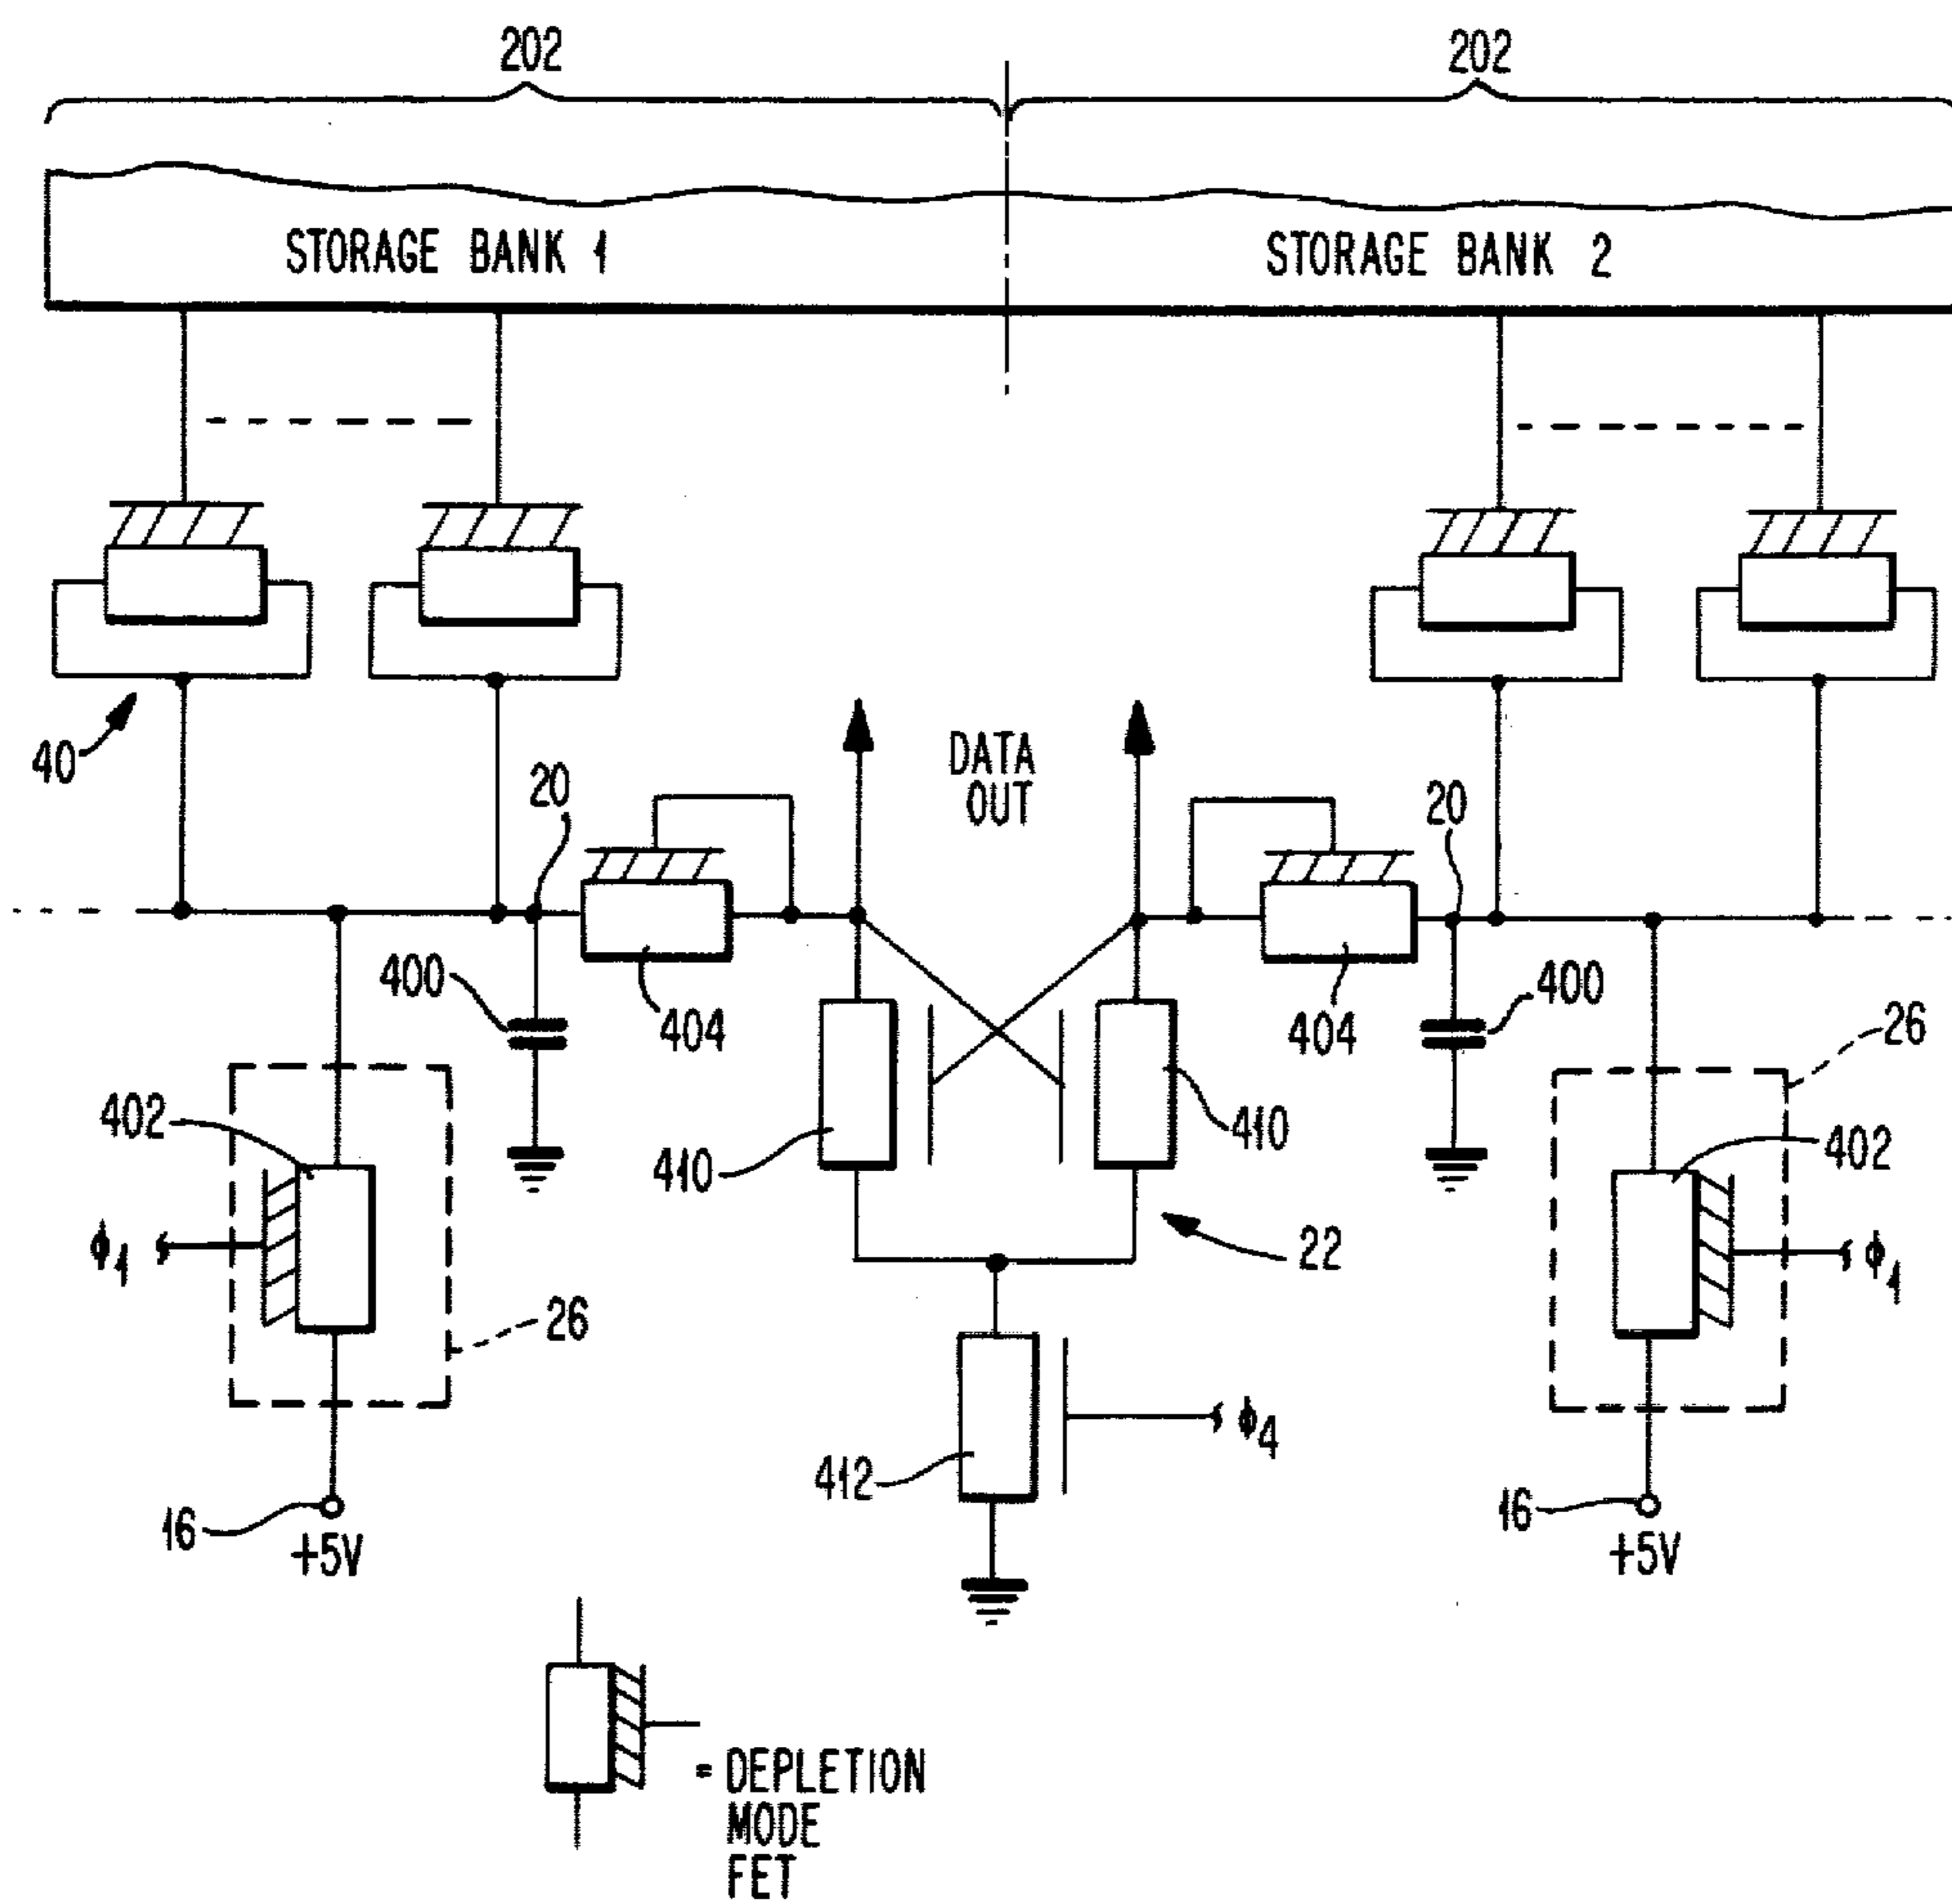 202
202
STORAGE BANK 1
STORAGE BANK 2
40
20
DATA
OUT
20
400
404
404
400
26
402
410
410
402
ϕ1
22
ϕ1
26
412
ϕ4
16
+5V
16
+5V
= DEPLETION
MODE
FET